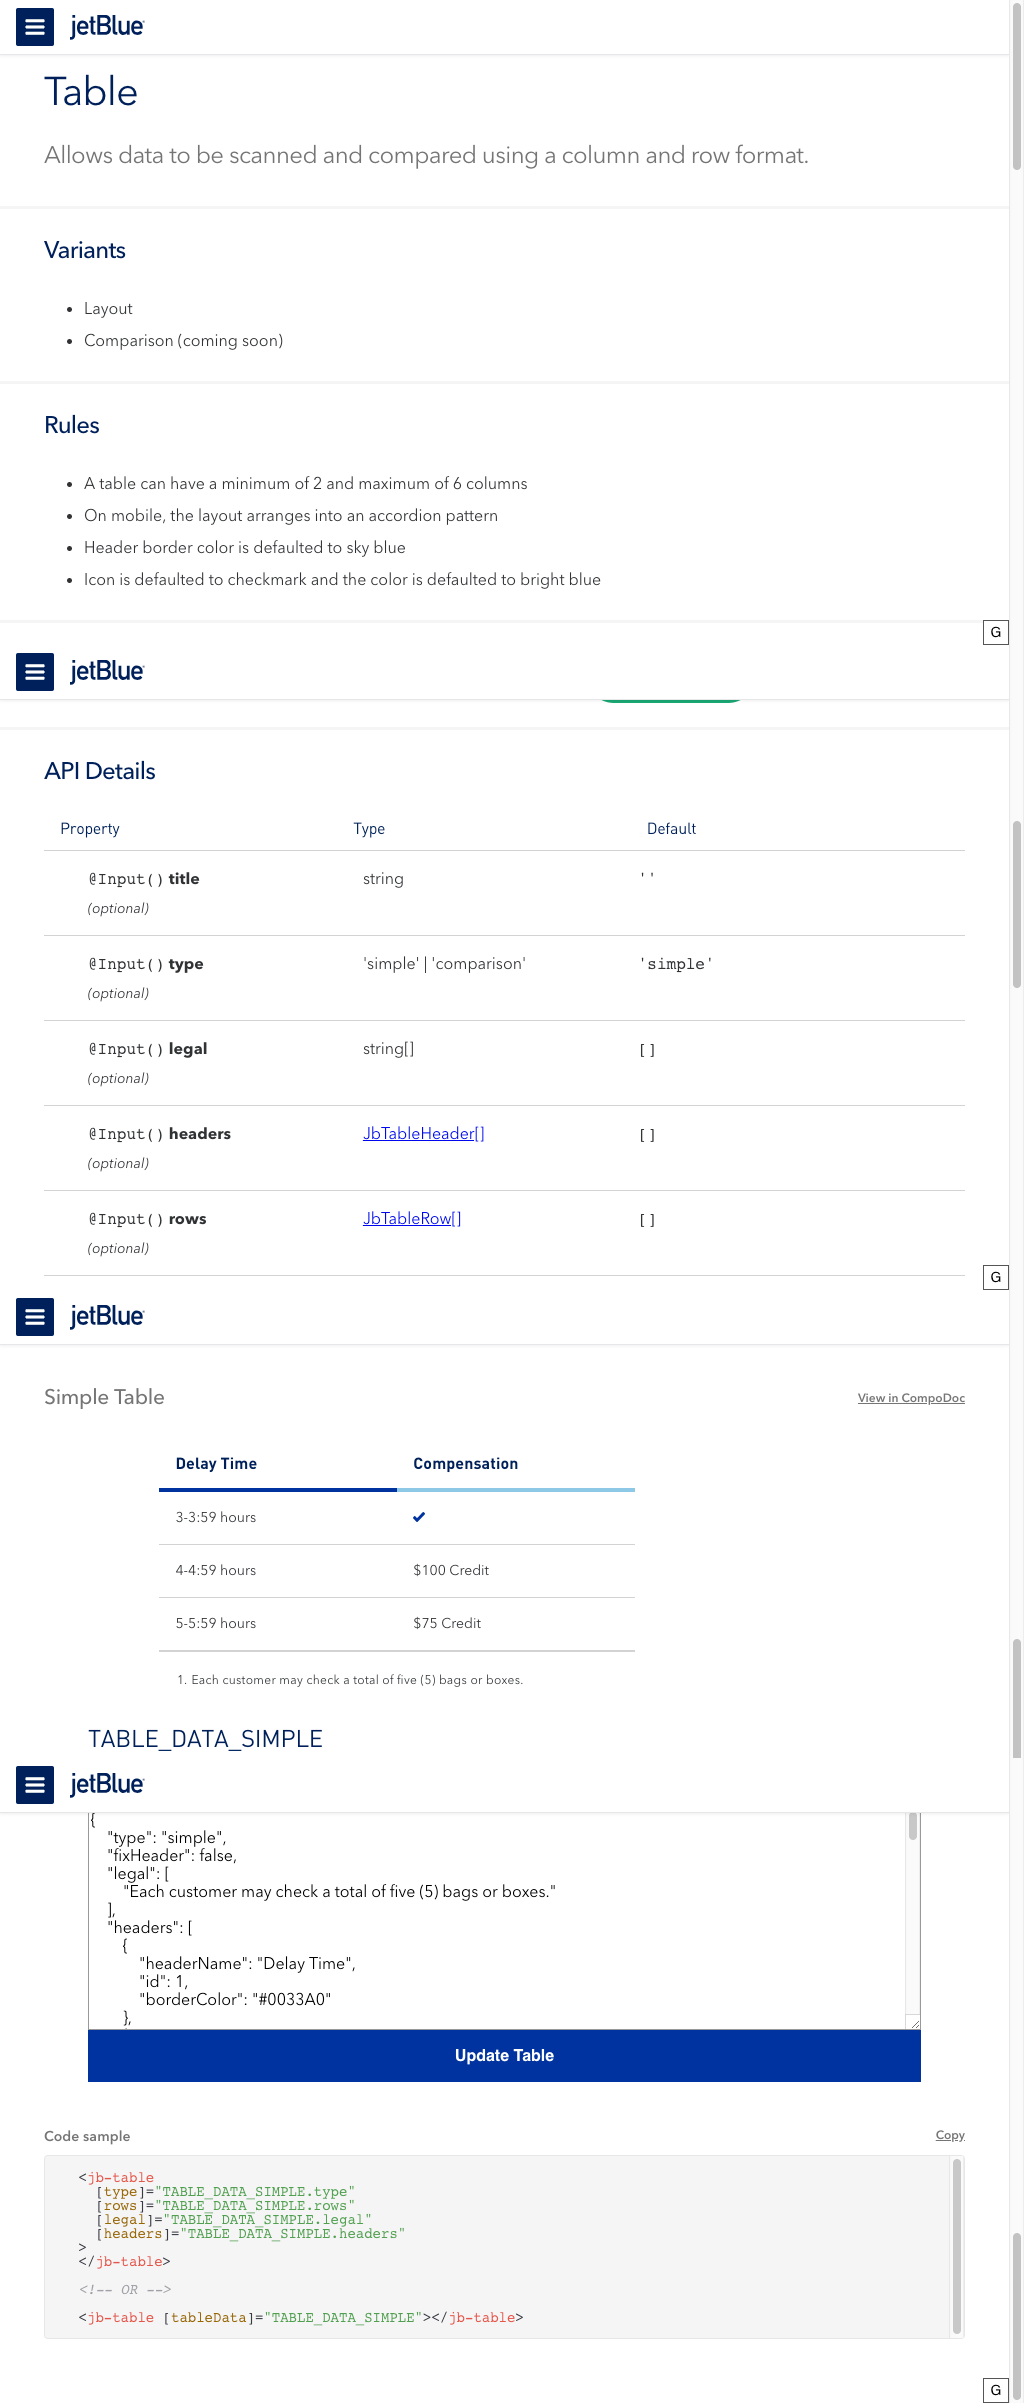 jetBlue
Table
Allows data to be scanned and compared using a column and row format.
Variants
• Layout
• Comparison (coming soon)
Rules
• A table can have a minimum of 2 and maximum of 6 columns
• On mobile, the layout arranges into an accordion pattern
• Header border color is defaulted to sky blue
• Icon is defaulted to checkmark and the color is defaulted to bright blue
G
jetBlue
API Details
Property Type Default
@Input() title string ''
(optional)
@Input() type 'simple' | 'comparison' 'simple'
(optional)
@Input() legal string[] []
(optional)
@Input() headers JbTableHeader[] []
(optional)
@Input() rows JbTableRow[] []
(optional)
G
jetBlue
Simple Table View in CompoDoc
Delay Time Compensation
3-3:59 hours ✓
4-4:59 hours $100 Credit
5-5:59 hours $75 Credit
1. Each customer may check a total of five (5) bags or boxes.
TABLE_DATA_SIMPLE
jetBlue
{
"type": "simple",
"fixHeader": false,
"legal": [
"Each customer may check a total of five (5) bags or boxes."
],
"headers": [
{
"headerName": "Delay Time",
"id": 1,
"borderColor": "#0033A0"
},
Update Table
Code sample Copy
<jb-table
[type]="TABLE_DATA_SIMPLE.type"
[rows]="TABLE_DATA_SIMPLE.rows"
[legal]="TABLE_DATA_SIMPLE.legal"
[headers]="TABLE_DATA_SIMPLE.headers"
>
</jb-table>
<!-- OR -->
<jb-table [tableData]="TABLE_DATA_SIMPLE"></jb-table>
G